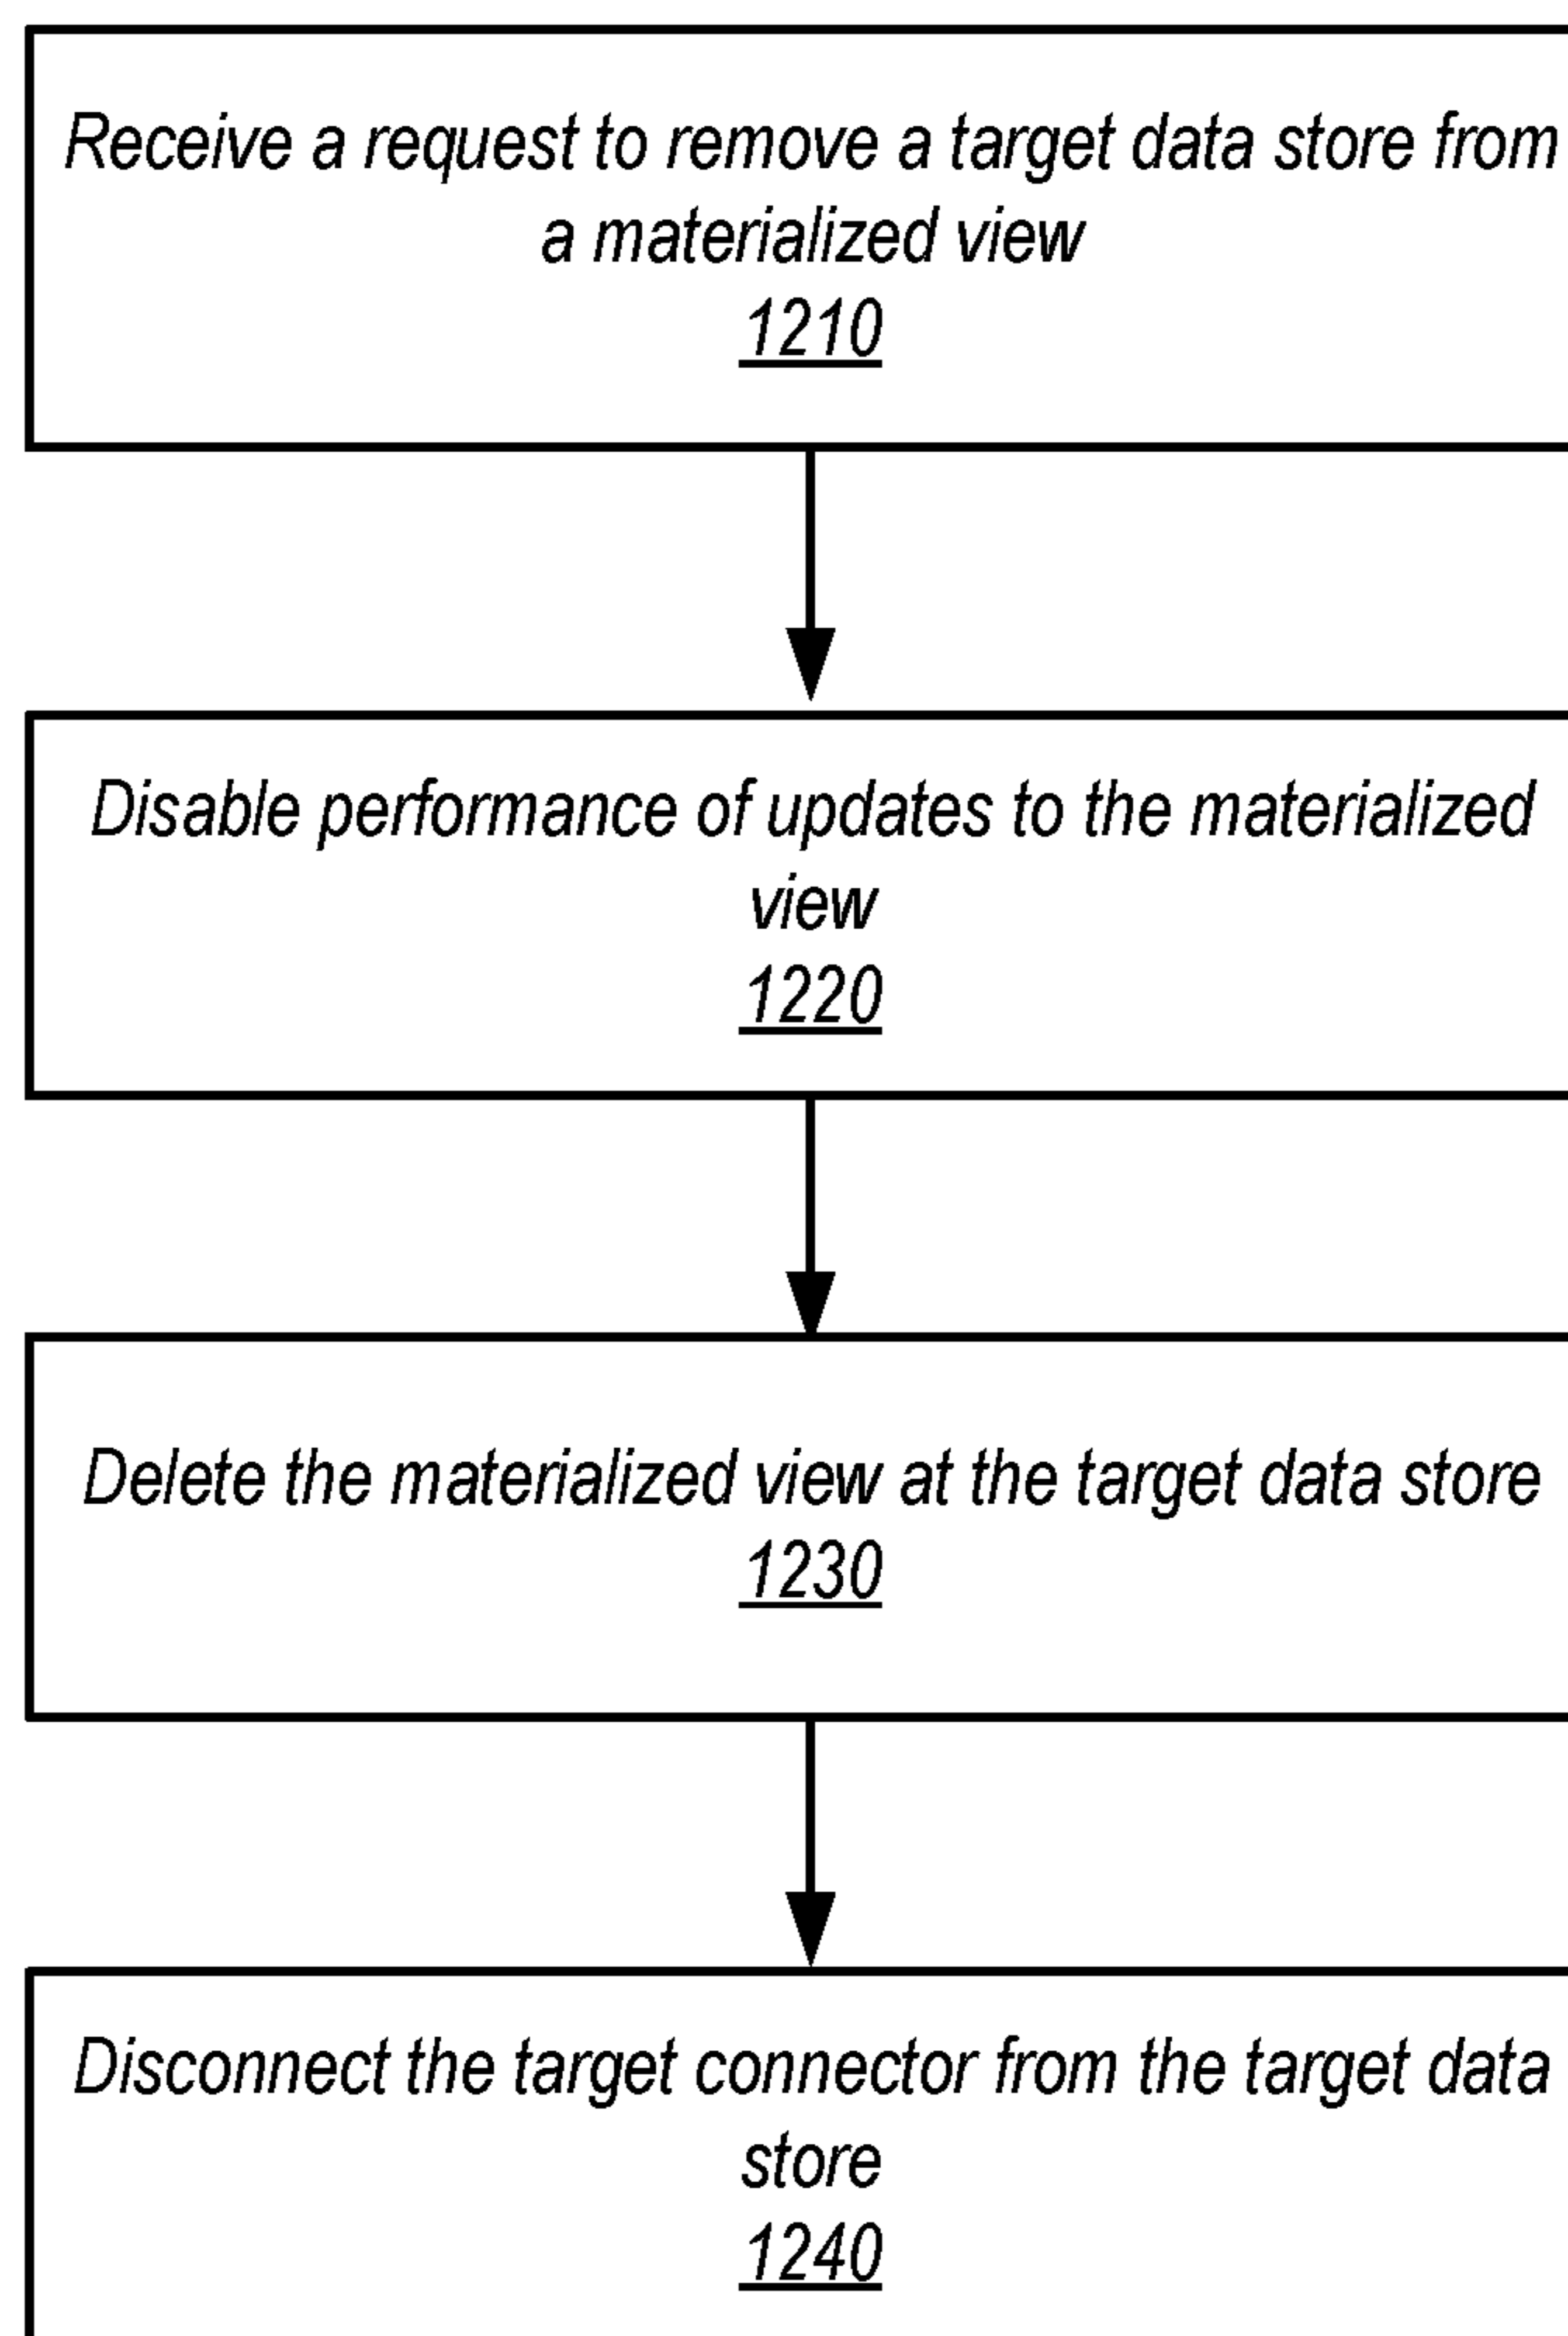 Receive a request to remove a target data store from
a materialized view
1210
Disable performance of updates to the materialized
view
1220
Delete the materialized view at the target data store
1230
Disconnect the target connector from the target data
store
1240